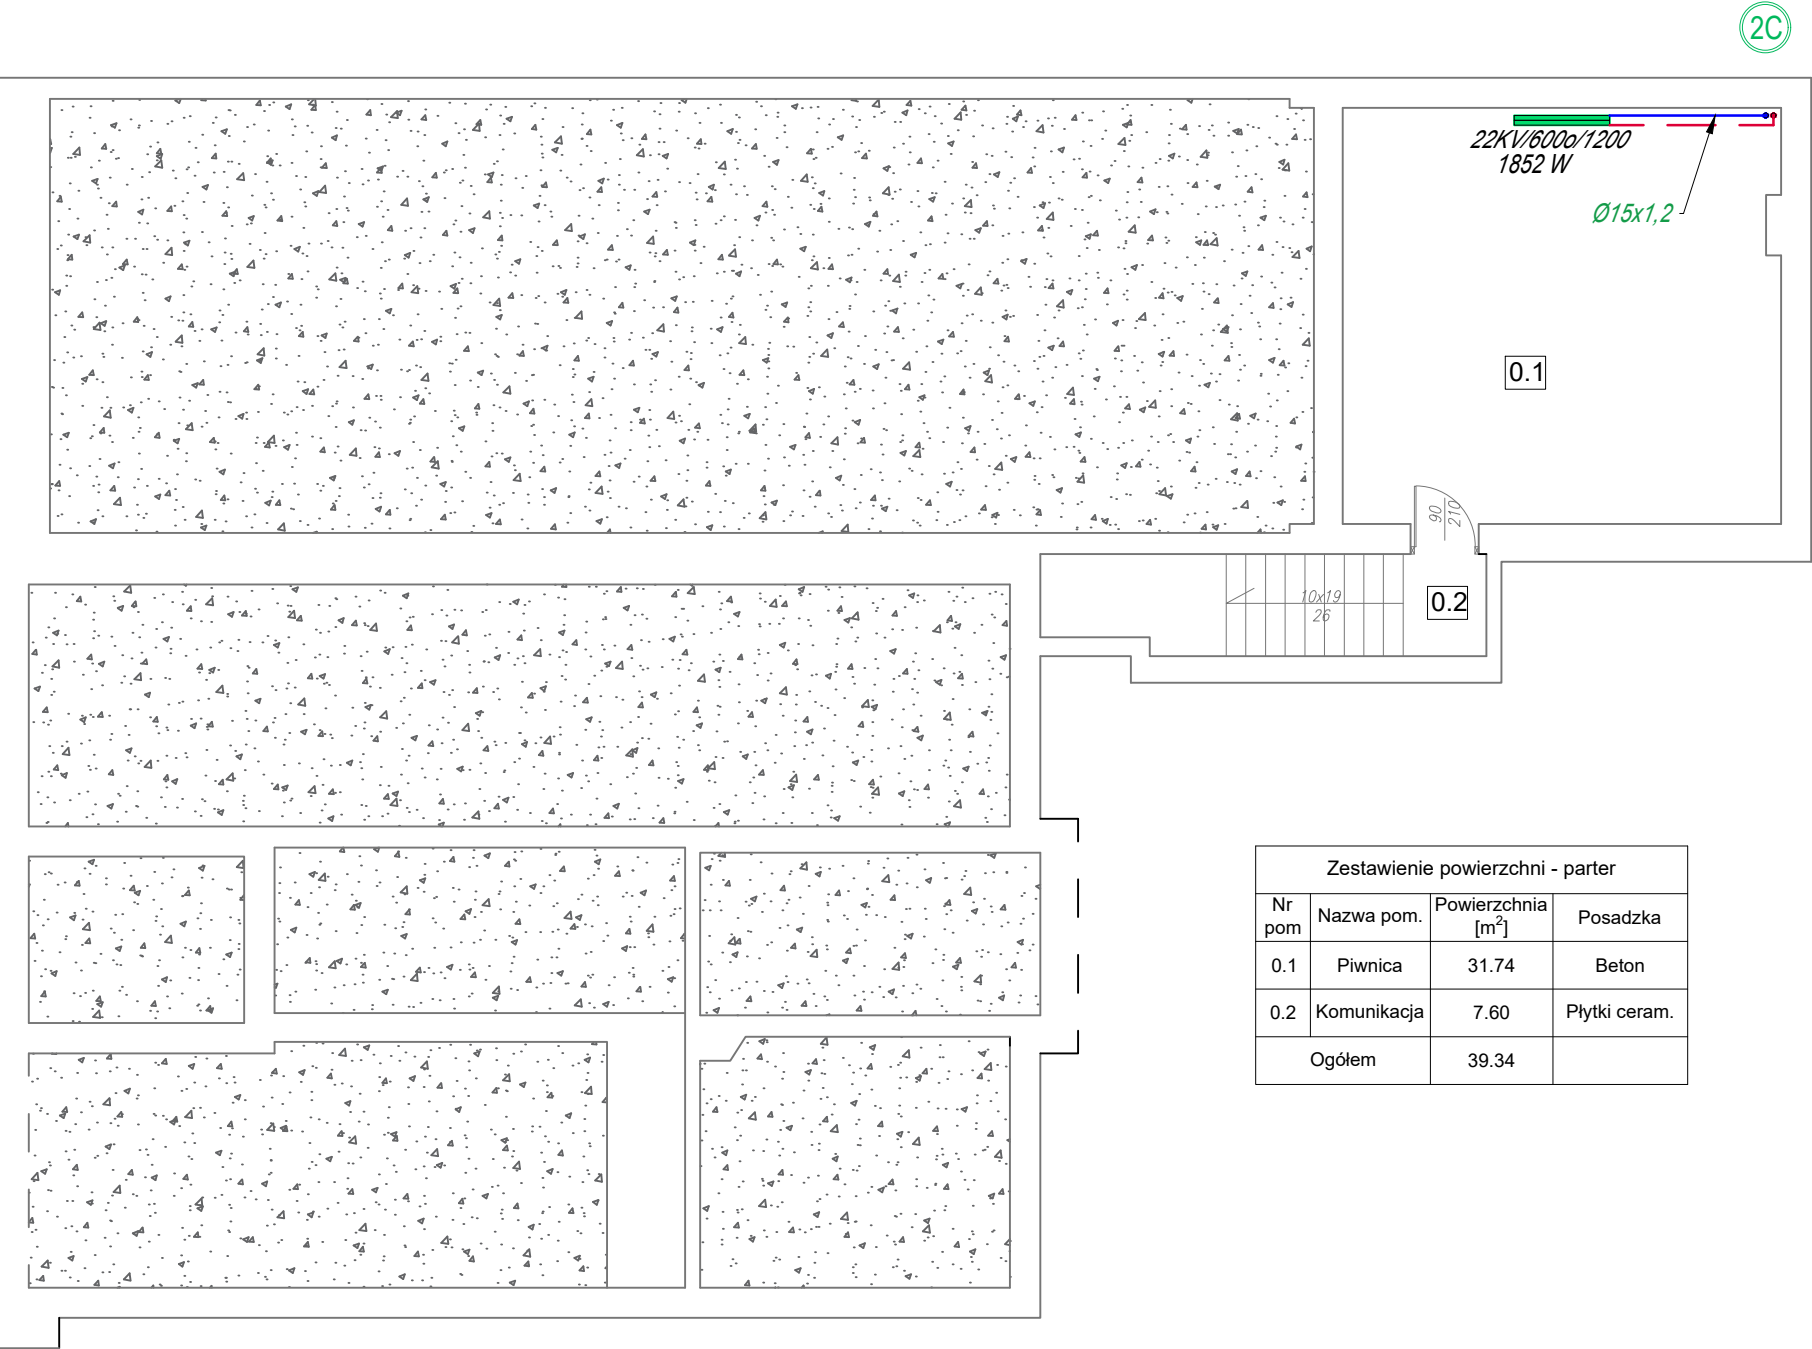 2C
22KV/600o/1200
1852 W
Ø15x1,2
0.1
90
210
10x19
26
0.2
Zestawienie powierzchni - parter
Nr pom Nazwa pom. Powierzchnia [m²] Posadzka
0.1 Piwnica 31.74 Beton
0.2 Komunikacja 7.60 Płytki ceram.
Ogółem 39.34